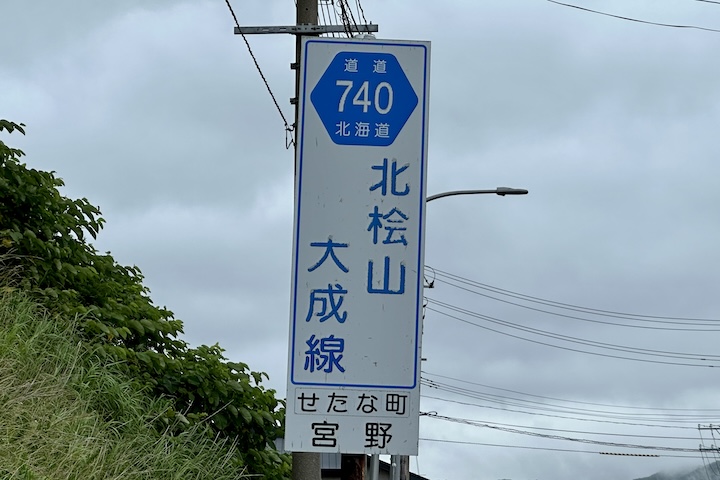 道道
740
北海道
北桧山
大成線
せたな町
宮野